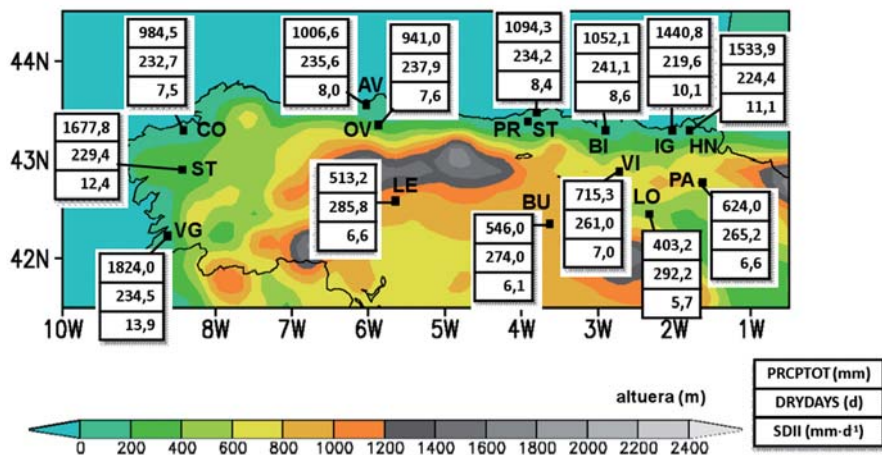 984,5
232,7
7,5
1006,6
235,6
8,0
941,0
237,9
7,6
1094,3
234,2
8,4
1052,1
241,1
8,6
1440,8
219,6
10,1
1533,9
224,4
11,1
44N
43N
42N
AV
CO
OV
PR ST
BI
IG HN
1677,8
229,4
12,4
ST
VI
PA
513,2
285,8
6,6
LE
715,3
261,0
7,0
BU
LO
624,0
265,2
6,6
VG
546,0
274,0
6,1
403,2
292,2
5,7
1824,0
234,5
13,9
10W 8W 7W 6W 5W 4W 3W 2W 1W
altuera (m)
PRCPTOT (mm)
DRYDAYS (d)
SDII (mm·d¹)
0 200 400 600 800 1000 1200 1400 1600 1800 2000 2200 2400